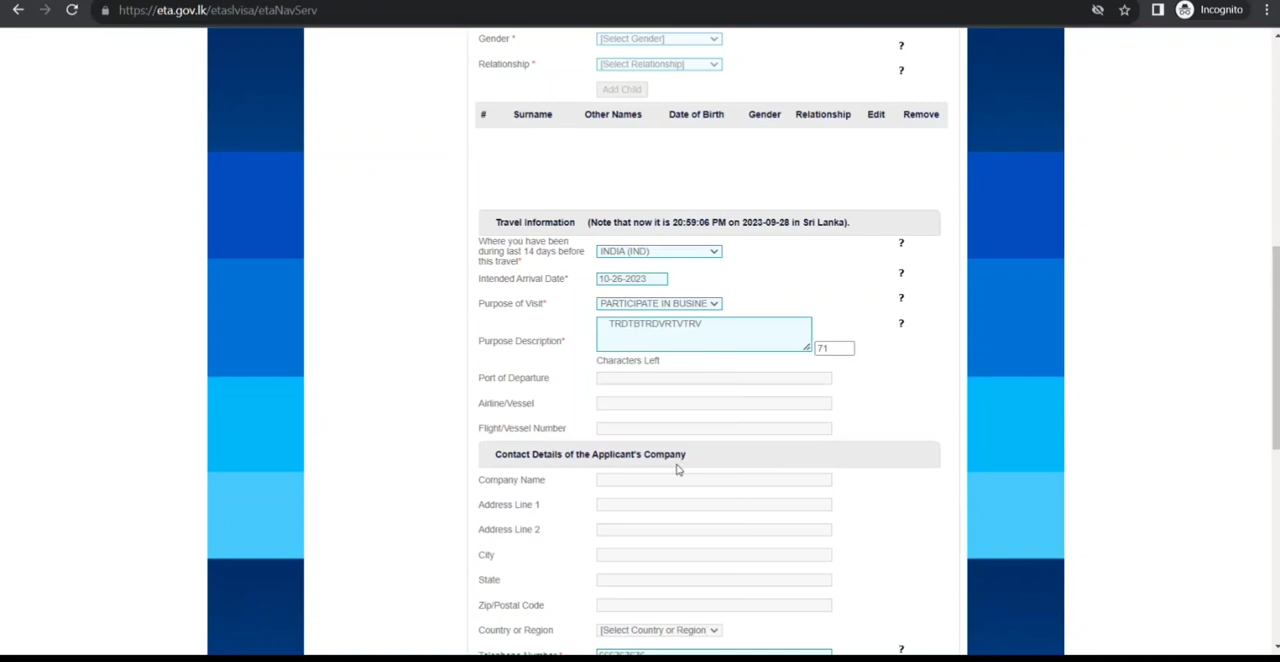 https://eta.gov.lk/etaslvisa/etaNavServ
Incognito
Gender * [Select Gender] ?
Relationship * [Select Relationship] ?
Add Child
# Surname Other Names Date of Birth Gender Relationship Edit Remove
Travel Information (Note that now it is 20:59:06 PM on 2023-09-28 in Sri Lanka).
Where you have been
during last 14 days before
this travel* INDIA (IND) ?
Intended Arrival Date* 10-26-2023 ?
Purpose of Visit* PARTICIPATE IN BUSINE ?
TRDTBTRDVRTVTRV ?
Purpose Description* 71
Characters Left
Port of Departure
Airline/Vessel
Flight/Vessel Number
Contact Details of the Applicant's Company
Company Name
Address Line 1
Address Line 2
City
State
Zip/Postal Code
Country or Region [Select Country or Region]
Telephone Number * ?